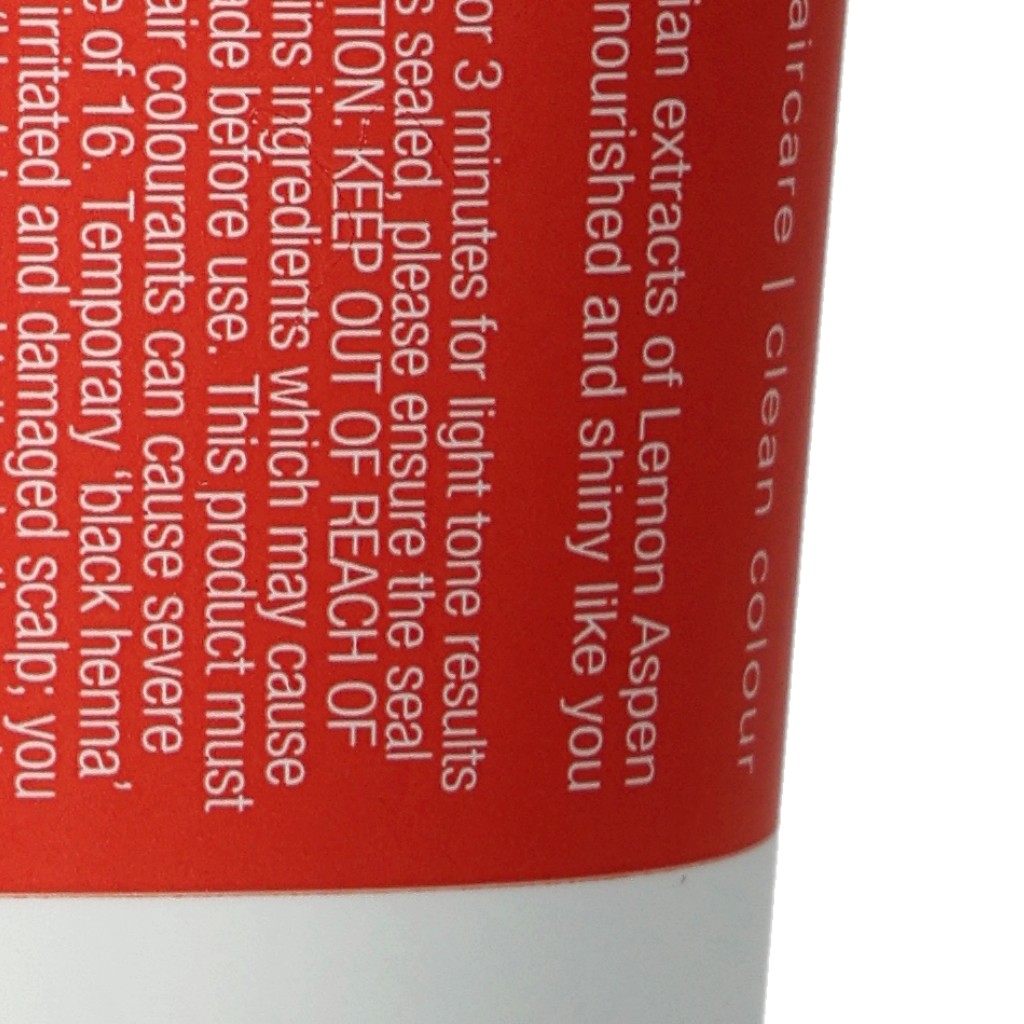 aircare | clean colour
ian extracts of Lemon Aspen
nourished and shiny like you
or 3 minutes for light tone results
s sealed, please ensure the seal
TION: KEEP OUT OF REACH OF
ins ingredients which may cause
ade before use. This product must
air colourants can cause severe
e of 16. Temporary 'black henna'
irritated and damaged scalp; you